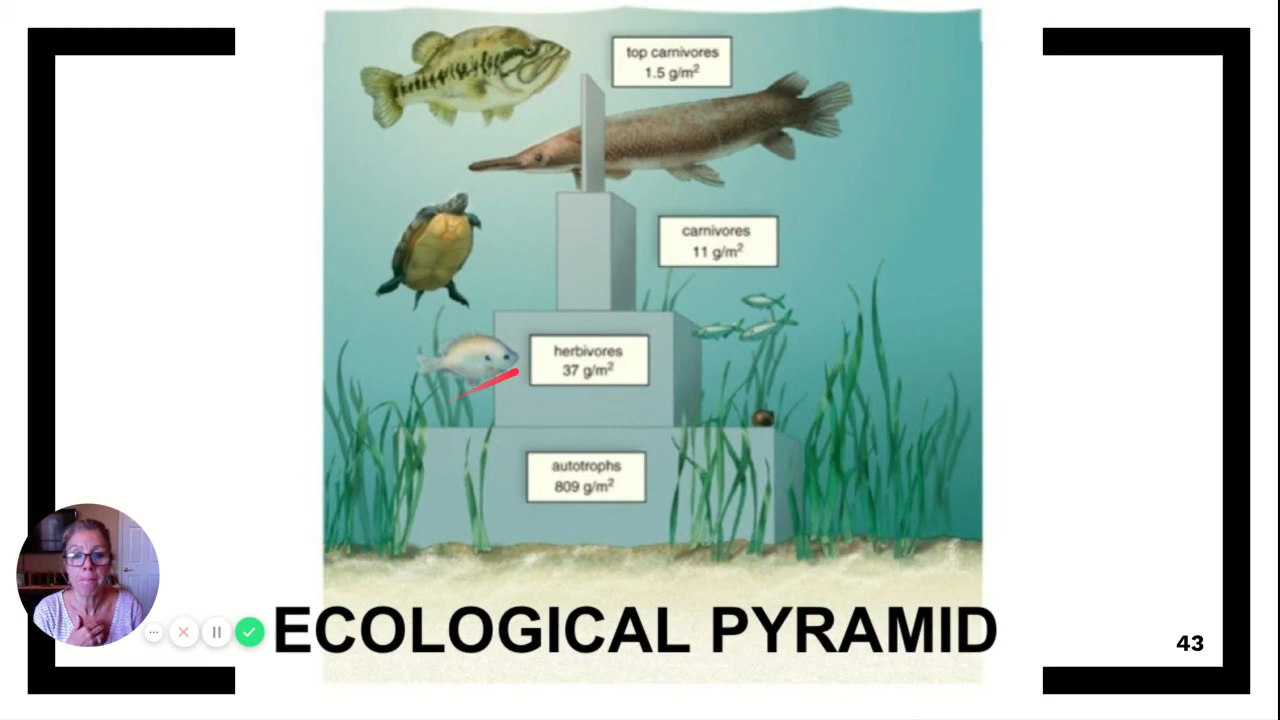 top carnivores
1.5 g/m²
carnivores
11 g/m²
herbivores
37 g/m²
autotrophs
809 g/m²
ECOLOGICAL PYRAMID
43